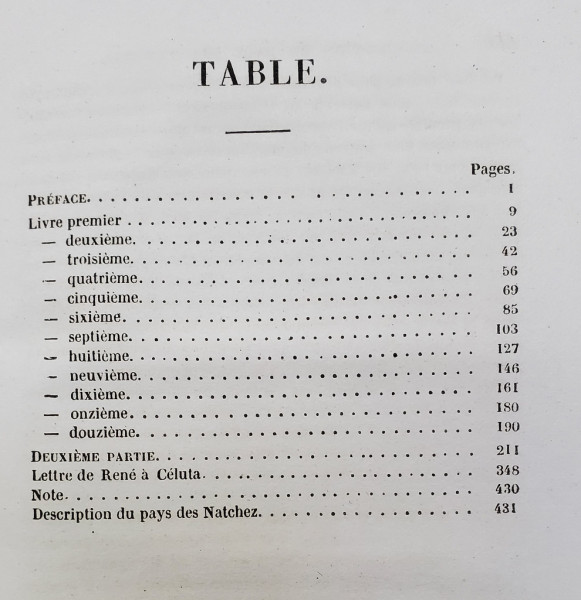 TABLE.
Pages.
PRÉFACE. 1
Livre premier 9
— deuxième. 23
— troisième. 42
— quatrième. 56
— cinquième. 69
— sixième. 85
— septième. 103
— huitième. 127
— neuvième. 146
— dixième. 161
— onzième. 180
— douzième. 190
DEUXIÈME PARTIE. 211
Lettre de René à Céluta. 348
Note. 430
Description du pays des Natchez. 431